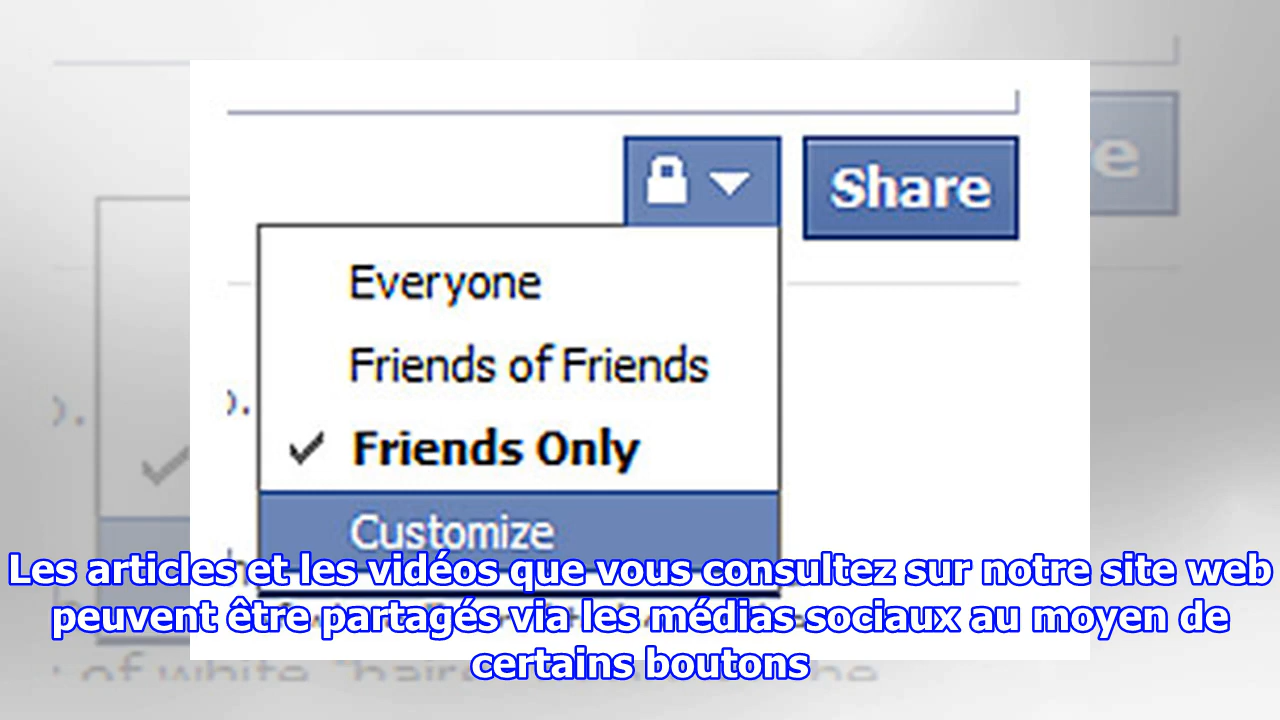 Share
Everyone
Friends of Friends
Friends Only
Customize
Les articles et les vidéos que vous consultez sur notre site web
peuvent être partagés via les médias sociaux au moyen de
certains boutons